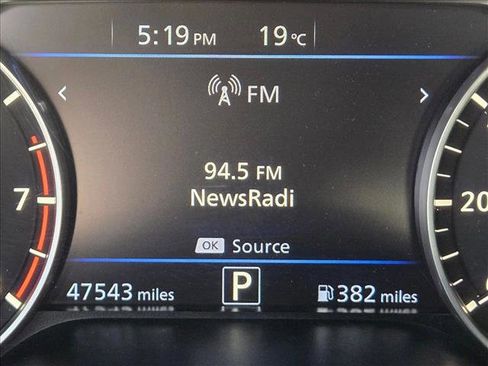 5:19 PM 19°C
‹ FM ›
94.5 FM
NewsRadi
7
20
OK Source
47543 miles P 382 miles